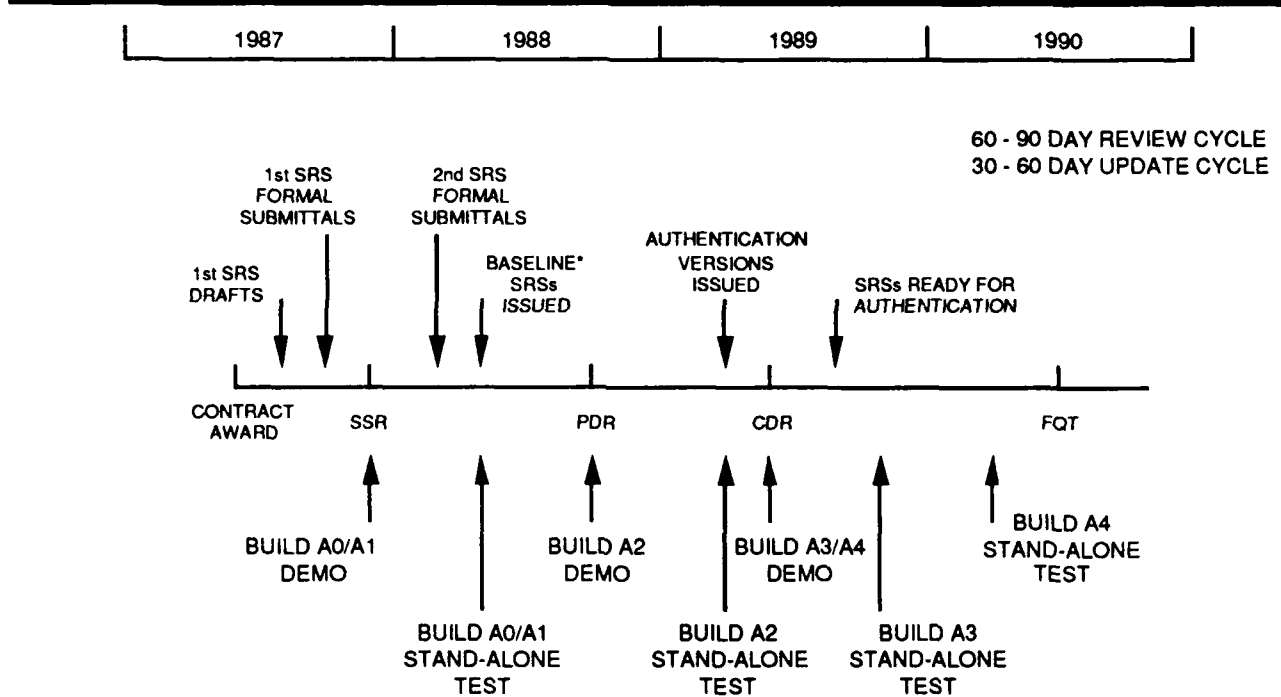 1987 1988 1989 1990
60 - 90 DAY REVIEW CYCLE
30 - 60 DAY UPDATE CYCLE
1st SRS
FORMAL
SUBMITTALS
2nd SRS
FORMAL
SUBMITTALS
1st SRS
DRAFTS
BASELINE*
SRSs
ISSUED
AUTHENTICATION
VERSIONS
ISSUED
SRSs READY FOR
AUTHENTICATION
CONTRACT
AWARD
SSR
PDR
CDR
FQT
BUILD A0/A1
DEMO
BUILD A2
DEMO
BUILD A3/A4
DEMO
BUILD A4
STAND-ALONE
TEST
BUILD A0/A1
STAND-ALONE
TEST
BUILD A2
STAND-ALONE
TEST
BUILD A3
STAND-ALONE
TEST